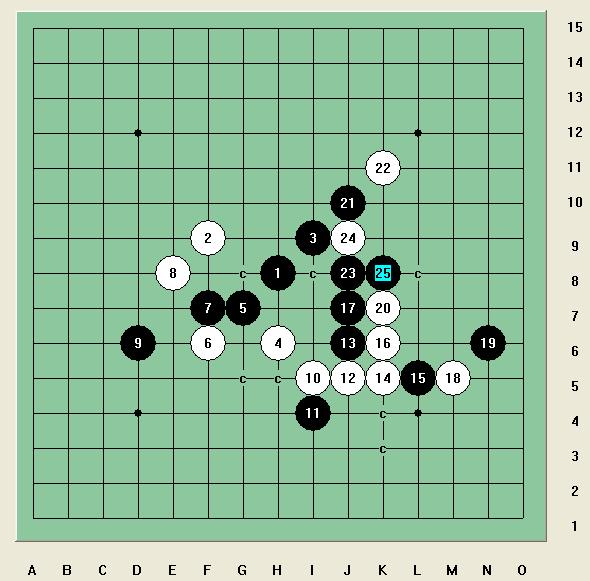 15
14
13
12
22 11
21 10
2 3 24 9
8 c 1 c 23 25 c 8
7 5 17 20 7
9 6 4 13 16 19 6
c c 10 12 14 15 18 5
11 c 4
c 3
2
1
A B C D E F G H I J K L M N O